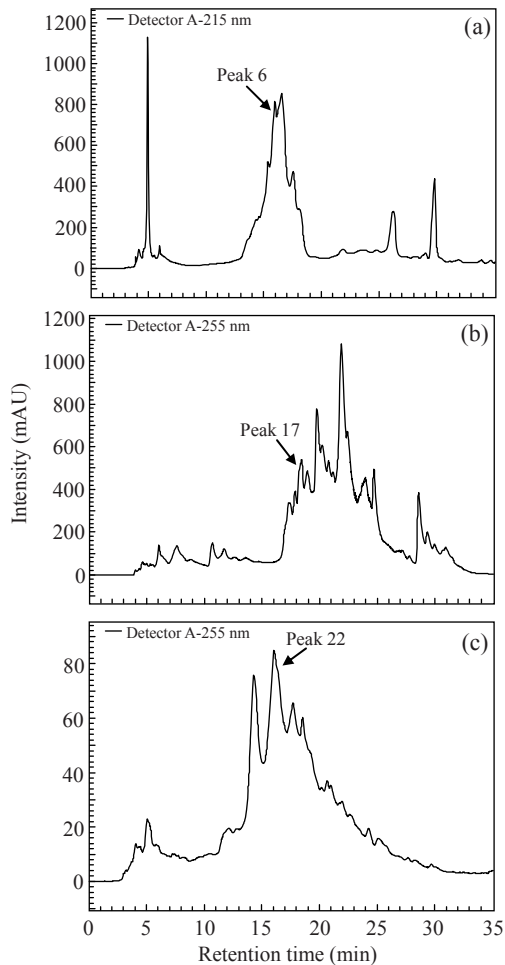 1200
Detector A-215 nm
(a)
1000
Peak 6
800
600
400
200
0
1200
Detector A-255 nm
(b)
1000
800
Peak 17
600
400
200
0
Intensity (mAU)
Detector A-255 nm
(c)
Peak 22
80
60
40
20
0
0 5 10 15 20 25 30 35
Retention time (min)